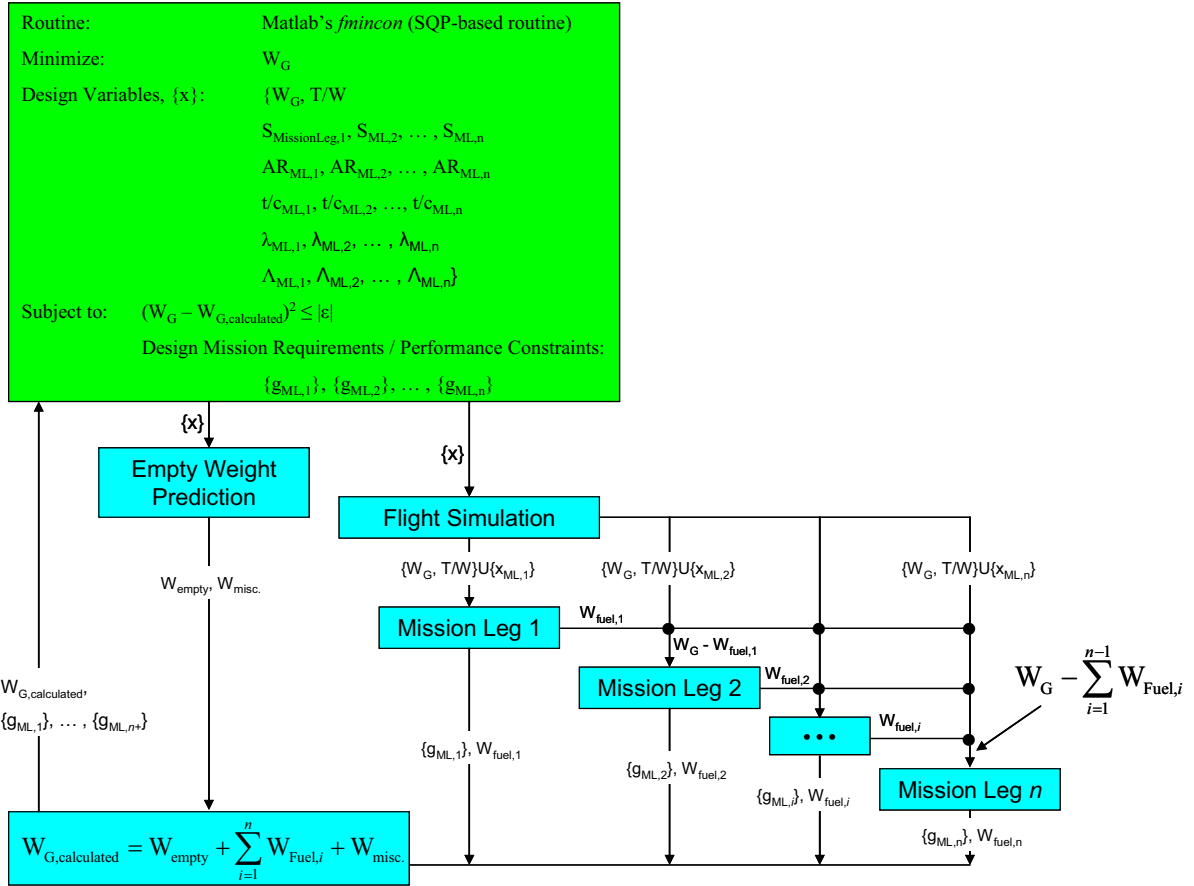 Routine: Matlab's fmincon (SQP-based routine)
Minimize: W_G
Design Variables, {x}: {W_G, T/W
S_MissionLeg,1, S_ML,2, … , S_ML,n
AR_ML,1, AR_ML,2, … , AR_ML,n
t/c_ML,1, t/c_ML,2, …, t/c_ML,n
λ_ML,1, λ_ML,2, … , λ_ML,n
Λ_ML,1, Λ_ML,2, … , Λ_ML,n}
Subject to: (W_G – W_G,calculated)² ≤ |ε|
Design Mission Requirements / Performance Constraints:
{g_ML,1}, {g_ML,2}, … , {g_ML,n}
{x}
{x}
Empty Weight
Prediction
Flight Simulation
W_empty, W_misc.
{W_G, T/W}U{x_ML,1}
{W_G, T/W}U{x_ML,2}
{W_G, T/W}U{x_ML,n}
Mission Leg 1
W_fuel,1
W_G - W_fuel,1
Mission Leg 2
W_fuel,2
W_G − ∑_{i=1}^{n−1} W_Fuel,i
W_G,calculated,
{g_ML,1}, … , {g_ML,n+}
W_fuel,i
•••
{g_ML,1}, W_fuel,1
{g_ML,2}, W_fuel,2
{g_ML,i}, W_fuel,i
Mission Leg n
{g_ML,n}, W_fuel,n
W_G,calculated = W_empty + ∑_{i=1}^{n} W_Fuel,i + W_misc.